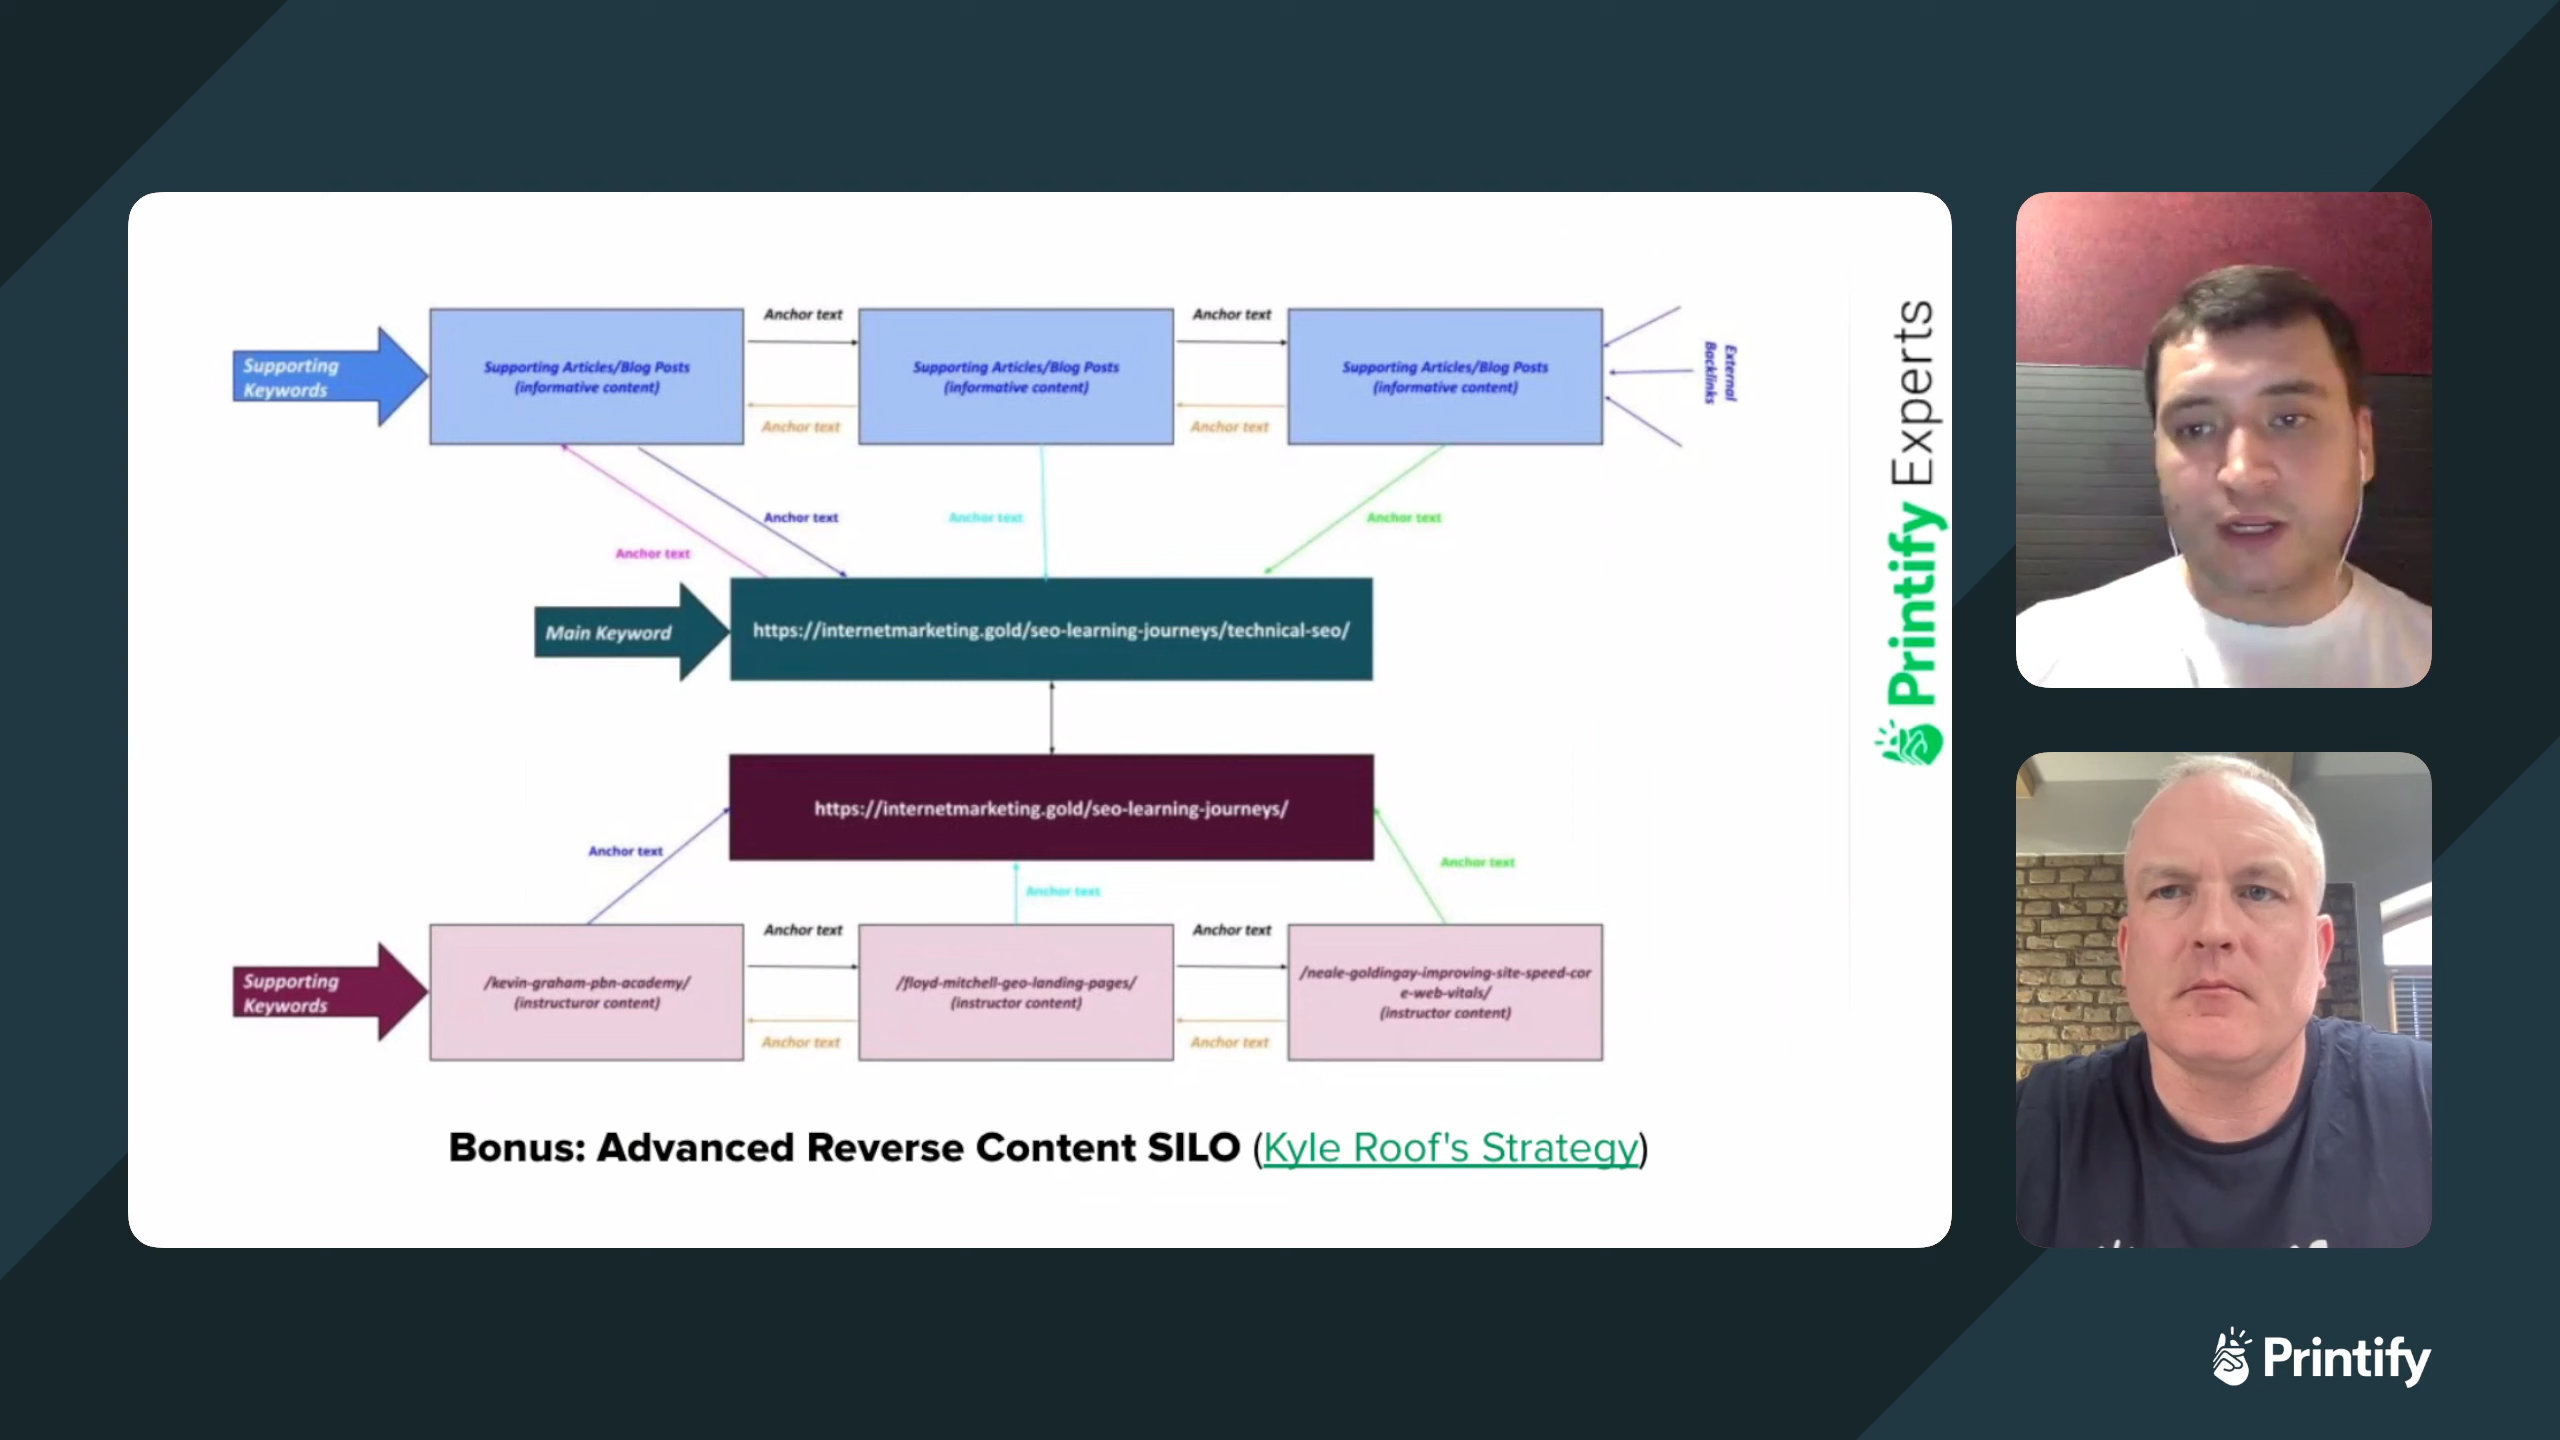 Anchor text
Anchor text
Supporting
Keywords
Supporting Articles/Blog Posts
(informative content)
Supporting Articles/Blog Posts
(informative content)
Supporting Articles/Blog Posts
(informative content)
External
Backlinks
Anchor text
Anchor text
Anchor text
Anchor text
Anchor text
Anchor text
Main Keyword
https://internetmarketing.gold/seo-learning-journeys/technical-seo/
https://internetmarketing.gold/seo-learning-journeys/
Anchor text
Anchor text
Anchor text
Anchor text
Anchor text
Supporting
Keywords
/kevin-graham-pbn-academy/
(instructuror content)
/floyd-mitchell-geo-landing-pages/
(instructor content)
/neale-goldingay-improving-site-speed-cor
e-web-vitals/
(instructor content)
Anchor text
Anchor text
Bonus: Advanced Reverse Content SILO (Kyle Roof's Strategy)
Printify Experts
Printify